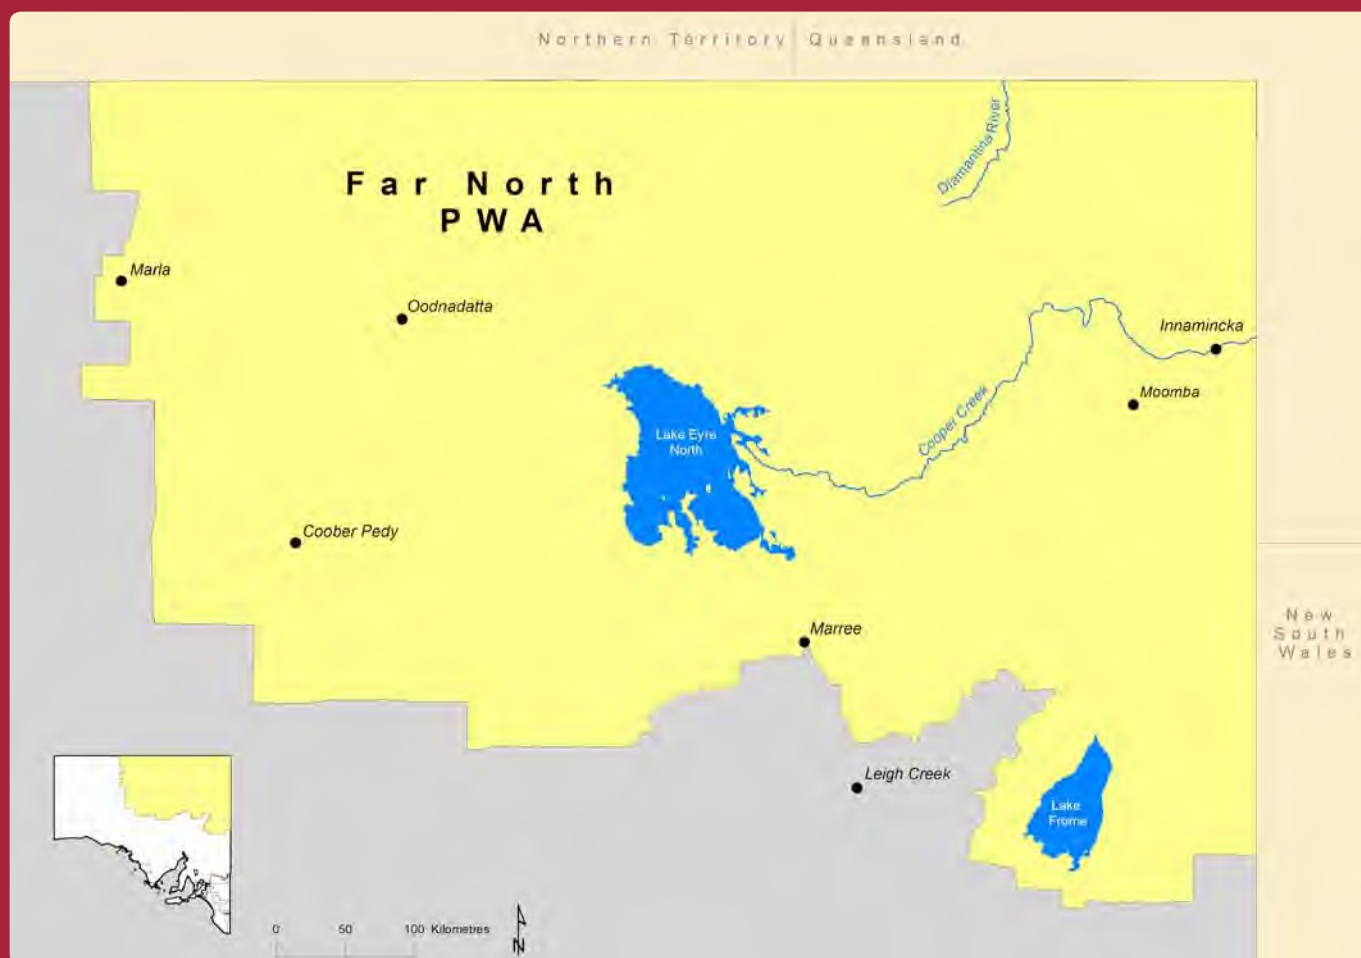 Northern Territory
Queensland
Diamantina River
Far North
PWA
Marla
Oodnadatta
Innamincka
Moomba
Cooper Creek
Lake Eyre
North
Coober Pedy
Marree
New
South
Wales
Leigh Creek
Lake
Frome
0 50 100 Kilometres
N